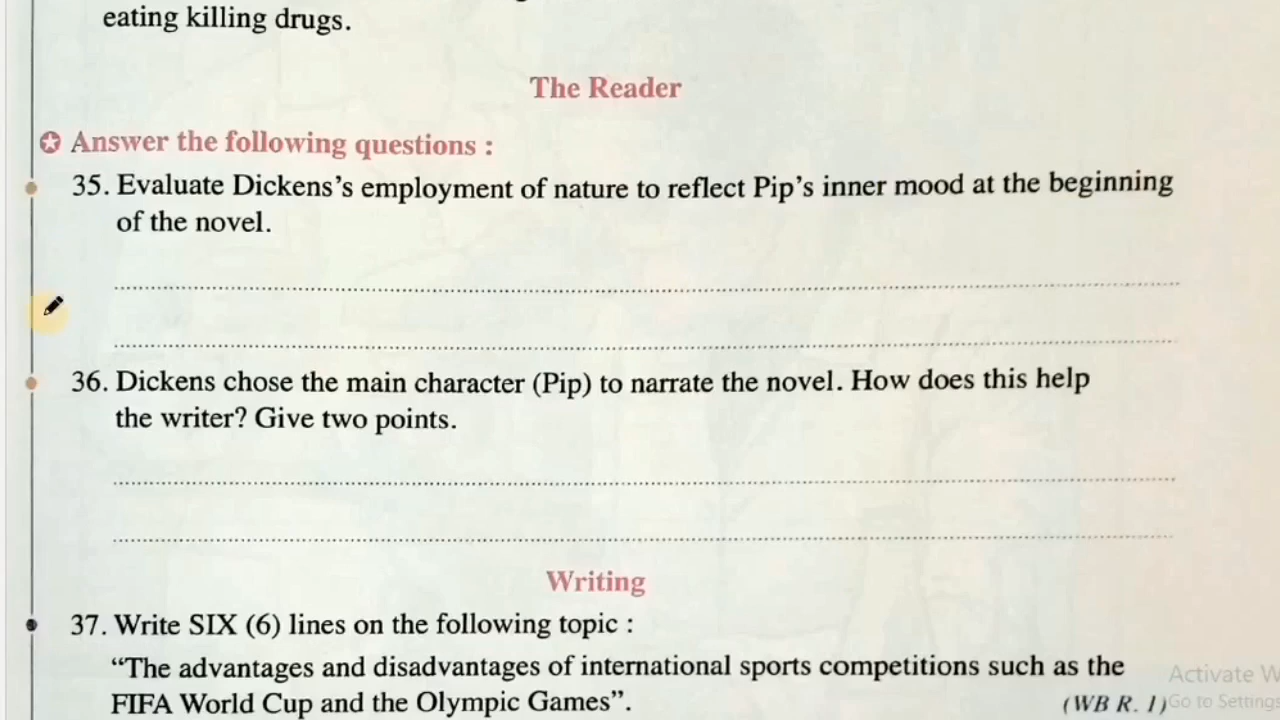 eating killing drugs.
The Reader
Answer the following questions :
35. Evaluate Dickens's employment of nature to reflect Pip's inner mood at the beginning
of the novel.
36. Dickens chose the main character (Pip) to narrate the novel. How does this help
the writer? Give two points.
Writing
37. Write SIX (6) lines on the following topic :
“The advantages and disadvantages of international sports competitions such as the
FIFA World Cup and the Olympic Games”.
(WB R. 1)
Activate W
Go to Settings